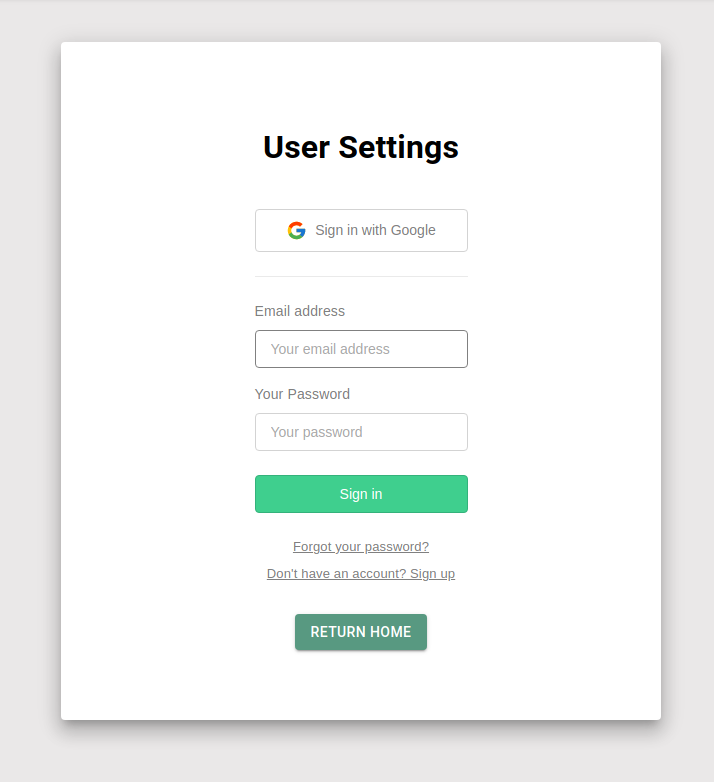 User Settings
Sign in with Google
Email address
Your email address
Your Password
Your password
Sign in
Forgot your password?
Don't have an account? Sign up
RETURN HOME